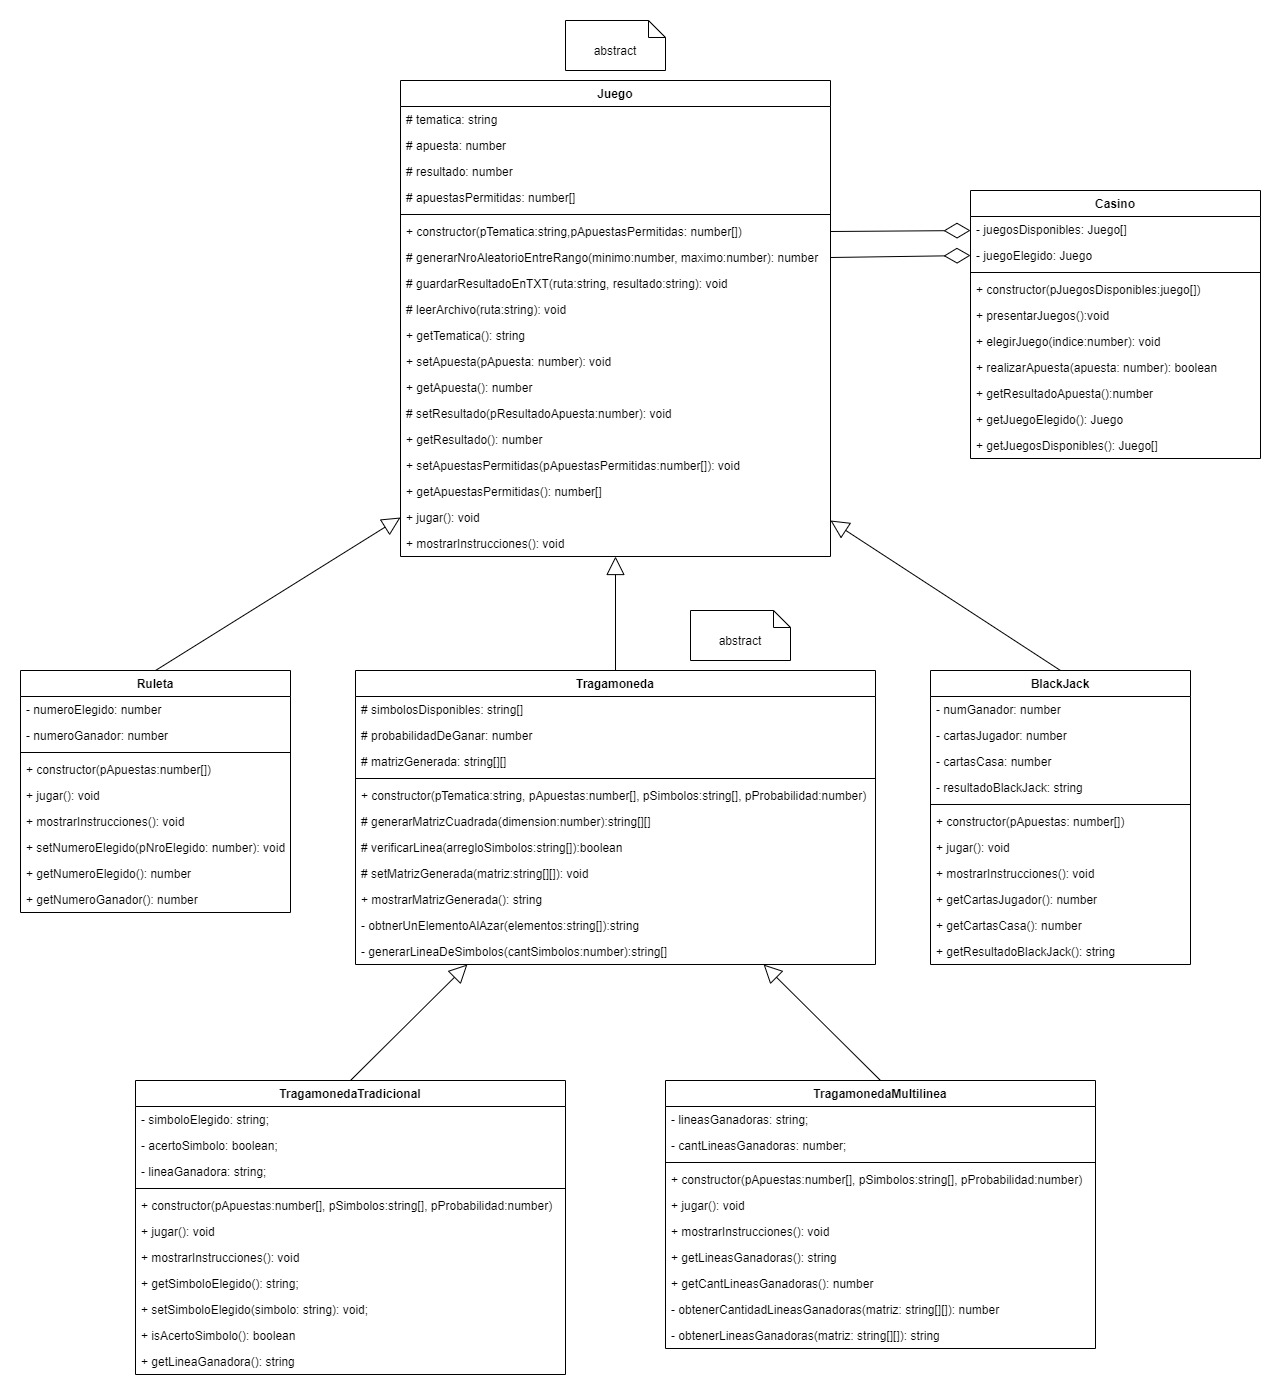 abstract
Juego
# tematica: string
# apuesta: number
# resultado: number
# apuestasPermitidas: number[]
+ constructor(pTematica:string,pApuestasPermitidas: number[])
# generarNroAleatorioEntreRango(minimo:number, maximo:number): number
# guardarResultadoEnTXT(ruta:string, resultado:string): void
# leerArchivo(ruta:string): void
+ getTematica(): string
+ setApuesta(pApuesta: number): void
+ getApuesta(): number
# setResultado(pResultadoApuesta:number): void
+ getResultado(): number
+ setApuestasPermitidas(pApuestasPermitidas:number[]): void
+ getApuestasPermitidas(): number[]
+ jugar(): void
+ mostrarInstrucciones(): void
Casino
- juegosDisponibles: Juego[]
- juegoElegido: Juego
+ constructor(pJuegosDisponibles:juego[])
+ presentarJuegos():void
+ elegirJuego(indice:number): void
+ realizarApuesta(apuesta: number): boolean
+ getResultadoApuesta():number
+ getJuegoElegido(): Juego
+ getJuegosDisponibles(): Juego[]
abstract
Ruleta
- numeroElegido: number
- numeroGanador: number
+ constructor(pApuestas:number[])
+ jugar(): void
+ mostrarInstrucciones(): void
+ setNumeroElegido(pNroElegido: number): void
+ getNumeroElegido(): number
+ getNumeroGanador(): number
Tragamoneda
# simbolosDisponibles: string[]
# probabilidadDeGanar: number
# matrizGenerada: string[][]
+ constructor(pTematica:string, pApuestas:number[], pSimbolos:string[], pProbabilidad:number)
# generarMatrizCuadrada(dimension:number):string[][]
# verificarLinea(arregloSimbolos:string[]):boolean
# setMatrizGenerada(matriz:string[][]): void
+ mostrarMatrizGenerada(): string
- obtnerUnElementoAlAzar(elementos:string[]):string
- generarLineaDeSimbolos(cantSimbolos:number):string[]
BlackJack
- numGanador: number
- cartasJugador: number
- cartasCasa: number
- resultadoBlackJack: string
+ constructor(pApuestas: number[])
+ jugar(): void
+ mostrarInstrucciones(): void
+ getCartasJugador(): number
+ getCartasCasa(): number
+ getResultadoBlackJack(): string
TragamonedaTradicional
- simboloElegido: string;
- acertoSimbolo: boolean;
- lineaGanadora: string;
+ constructor(pApuestas:number[], pSimbolos:string[], pProbabilidad:number)
+ jugar(): void
+ mostrarInstrucciones(): void
+ getSimboloElegido(): string;
+ setSimboloElegido(simbolo: string): void;
+ isAcertoSimbolo(): boolean
+ getLineaGanadora(): string
TragamonedaMultilinea
- lineasGanadoras: string;
- cantLineasGanadoras: number;
+ constructor(pApuestas:number[], pSimbolos:string[], pProbabilidad:number)
+ jugar(): void
+ mostrarInstrucciones(): void
+ getLineasGanadoras(): string
+ getCantLineasGanadoras(): number
- obtenerCantidadLineasGanadoras(matriz: string[][]): number
- obtenerLineasGanadoras(matriz: string[][]): string